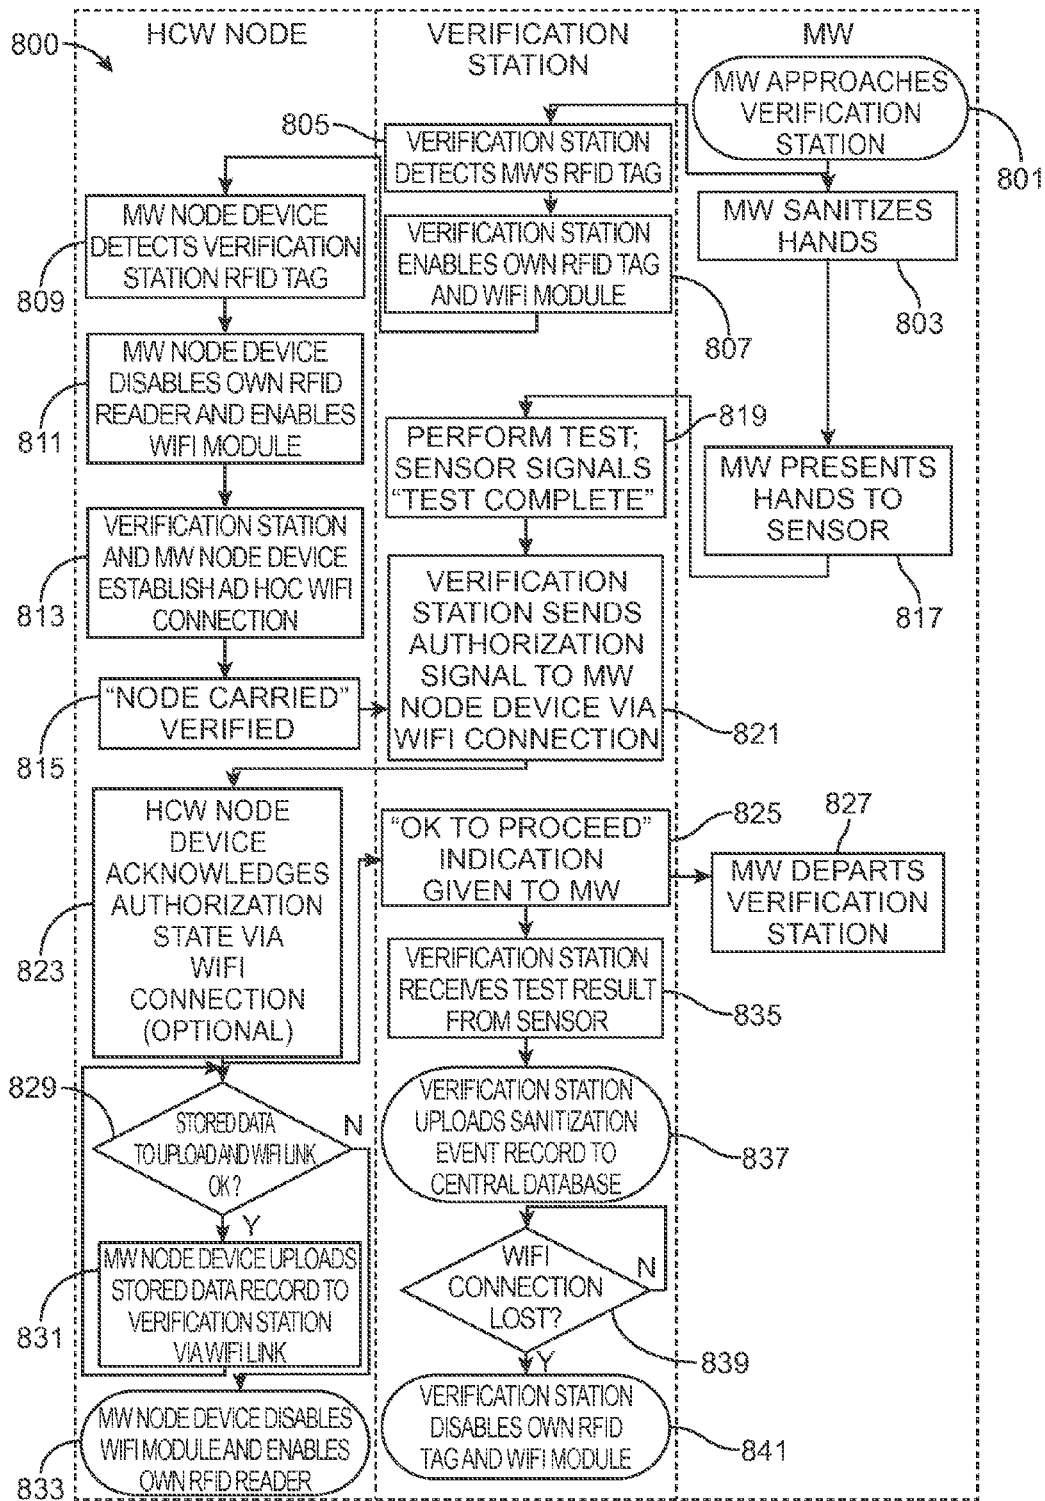 800
HCW NODE
VERIFICATION
STATION
MW
MW APPROACHES
VERIFICATION
STATION
801
805
VERIFICATION STATION
DETECTS MW'S RFID TAG
MW SANITIZES
HANDS
803
MW NODE DEVICE
DETECTS VERIFICATION
STATION RFID TAG
809
VERIFICATION STATION
ENABLES OWN RFID TAG
AND WIFI MODULE
807
MW NODE DEVICE
DISABLES OWN RFID
READER AND ENABLES
WIFI MODULE
811
PERFORM TEST;
SENSOR SIGNALS
“TEST COMPLETE”
819
MW PRESENTS
HANDS TO
SENSOR
817
VERIFICATION STATION
AND MW NODE DEVICE
ESTABLISH AD HOC WIFI
CONNECTION
813
VERIFICATION
STATION SENDS
AUTHORIZATION
SIGNAL TO MW
NODE DEVICE VIA
WIFI CONNECTION
821
“NODE CARRIED”
VERIFIED
815
HCW NODE
DEVICE
ACKNOWLEDGES
AUTHORIZATION
STATE VIA
WIFI
CONNECTION
(OPTIONAL)
823
“OK TO PROCEED”
INDICATION
GIVEN TO MW
825
827
MW DEPARTS
VERIFICATION
STATION
VERIFICATION STATION
RECEIVES TEST RESULT
FROM SENSOR
835
829
STORED DATA
TO UPLOAD AND WIFI LINK
OK?
N
Y
VERIFICATION STATION
UPLOADS SANITIZATION
EVENT RECORD TO
CENTRAL DATABASE
837
MW NODE DEVICE UPLOADS
STORED DATA RECORD TO
VERIFICATION STATION
VIA WIFI LINK
831
WIFI
CONNECTION
LOST?
N
Y
839
MW NODE DEVICE DISABLES
WIFI MODULE AND ENABLES
OWN RFID READER
833
VERIFICATION STATION
DISABLES OWN RFID
TAG AND WIFI MODULE
841